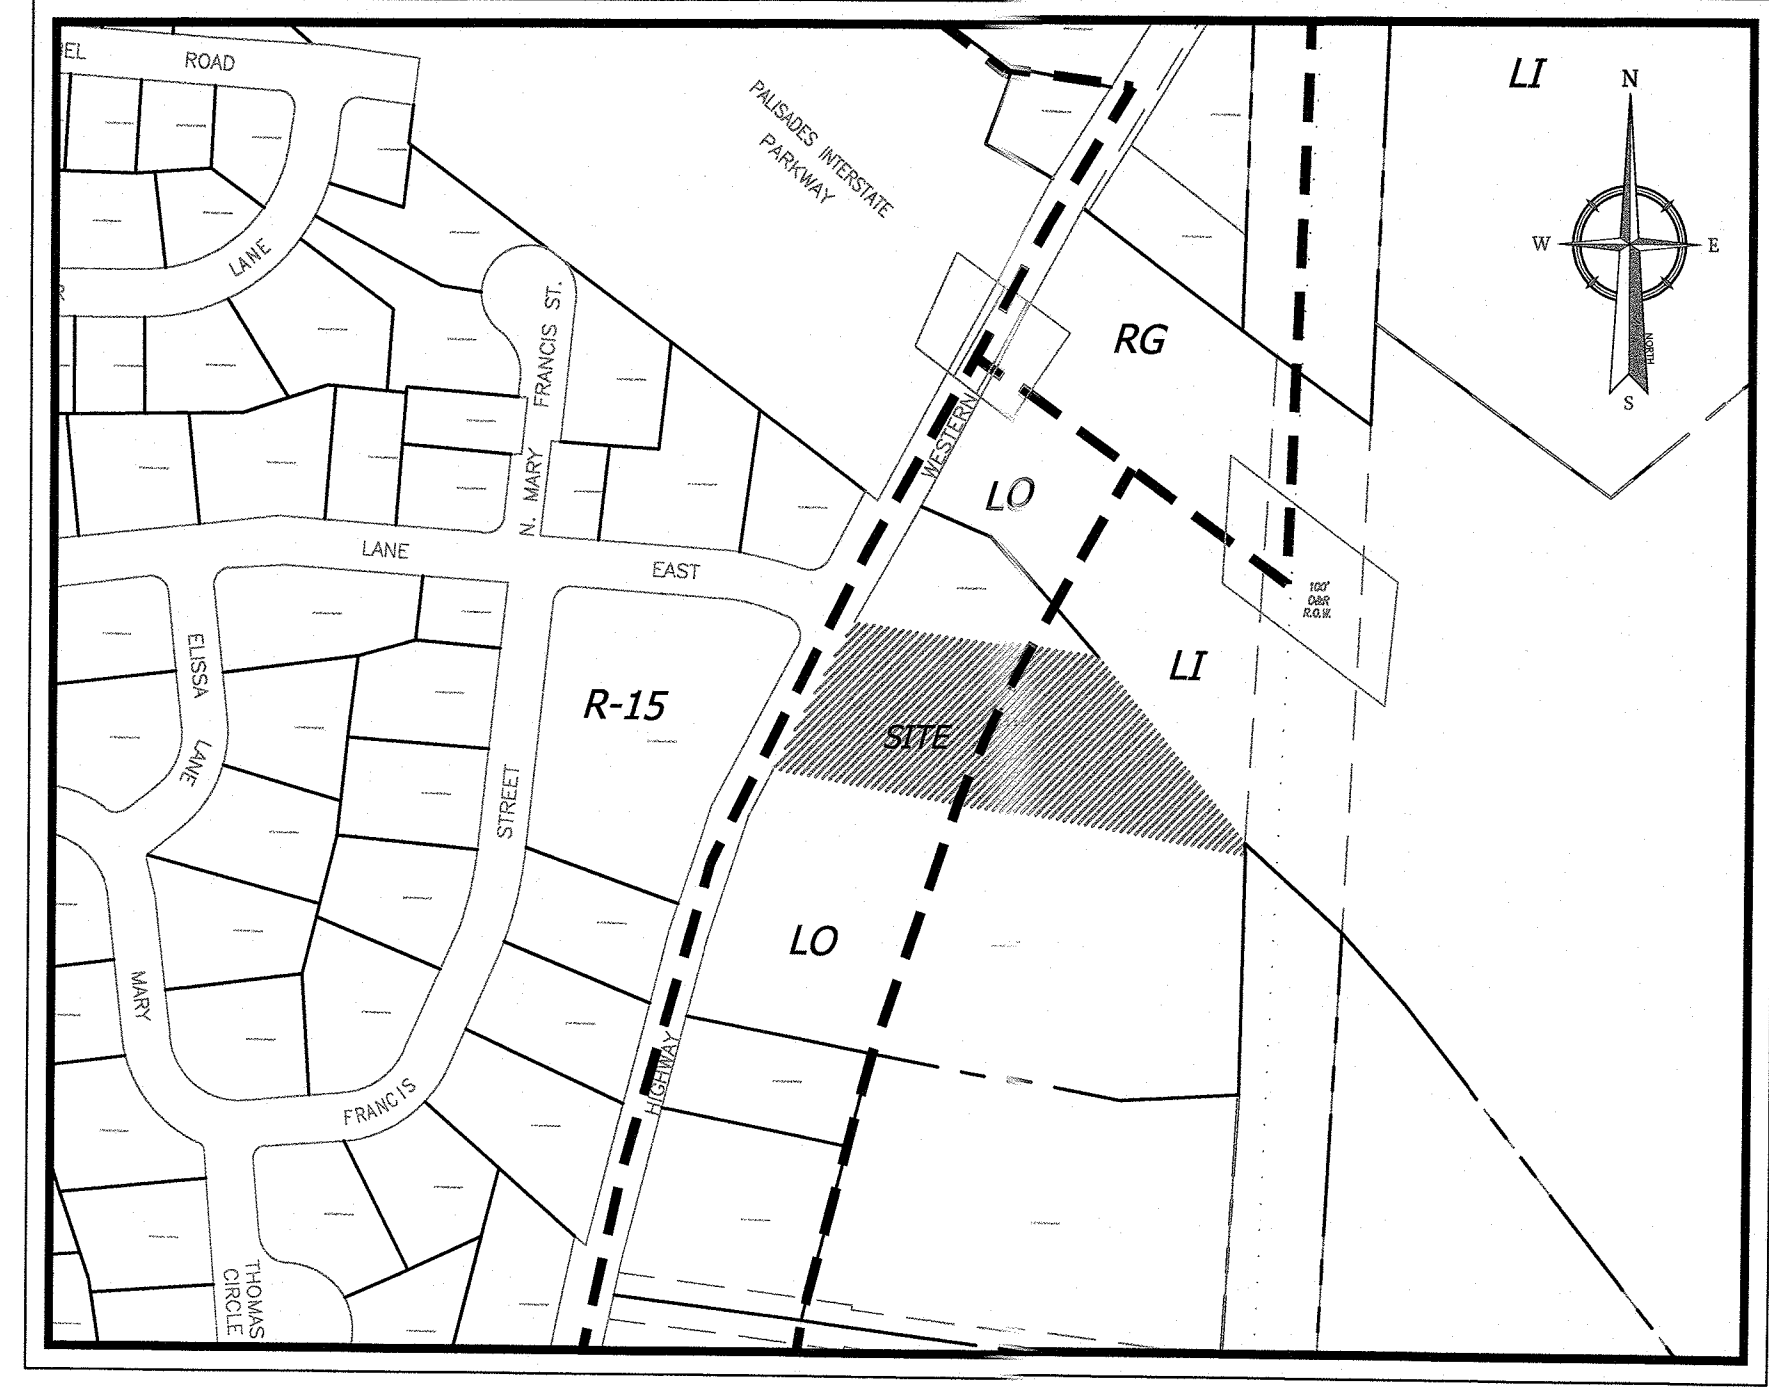 EL ROAD
LI
N
PALISADES INTERSTATE
PARKWAY
W
E
NORTH
S
LANE
R
N. MARY FRANCIS ST.
RG
WESTERN
LO
LANE
EAST
100'
O&R
R.O.W.
ELISSA LANE
R-15
LI
SITE
STREET
LO
MARY
HIGHWAY
FRANCIS
THOMAS
CIRCLE